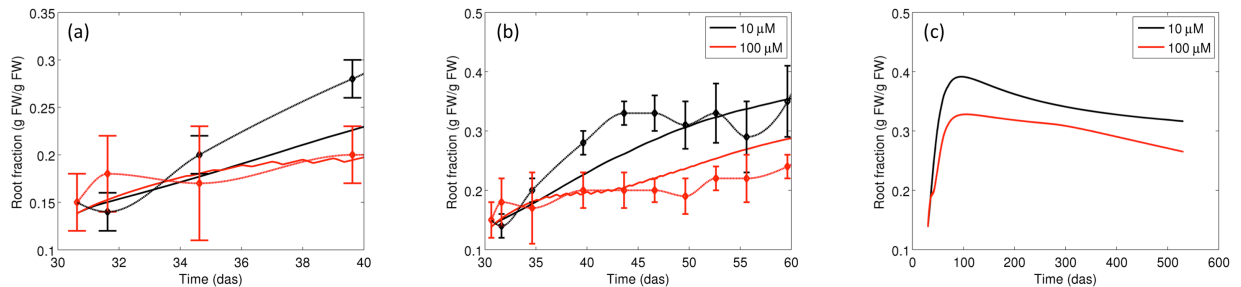 (a)
Root fraction (g FW/g FW)
0.35
0.3
0.25
0.2
0.15
0.1
30 32 34 36 38 40
Time (das)
(b)
10 μM
100 μM
Root fraction (g FW/g FW)
0.5
0.4
0.3
0.2
0.1
30 35 40 45 50 55 60
Time (das)
(c)
10 μM
100 μM
Root fraction (g FW/g FW)
0.5
0.4
0.3
0.2
0.1
0 100 200 300 400 500 600
Time (das)